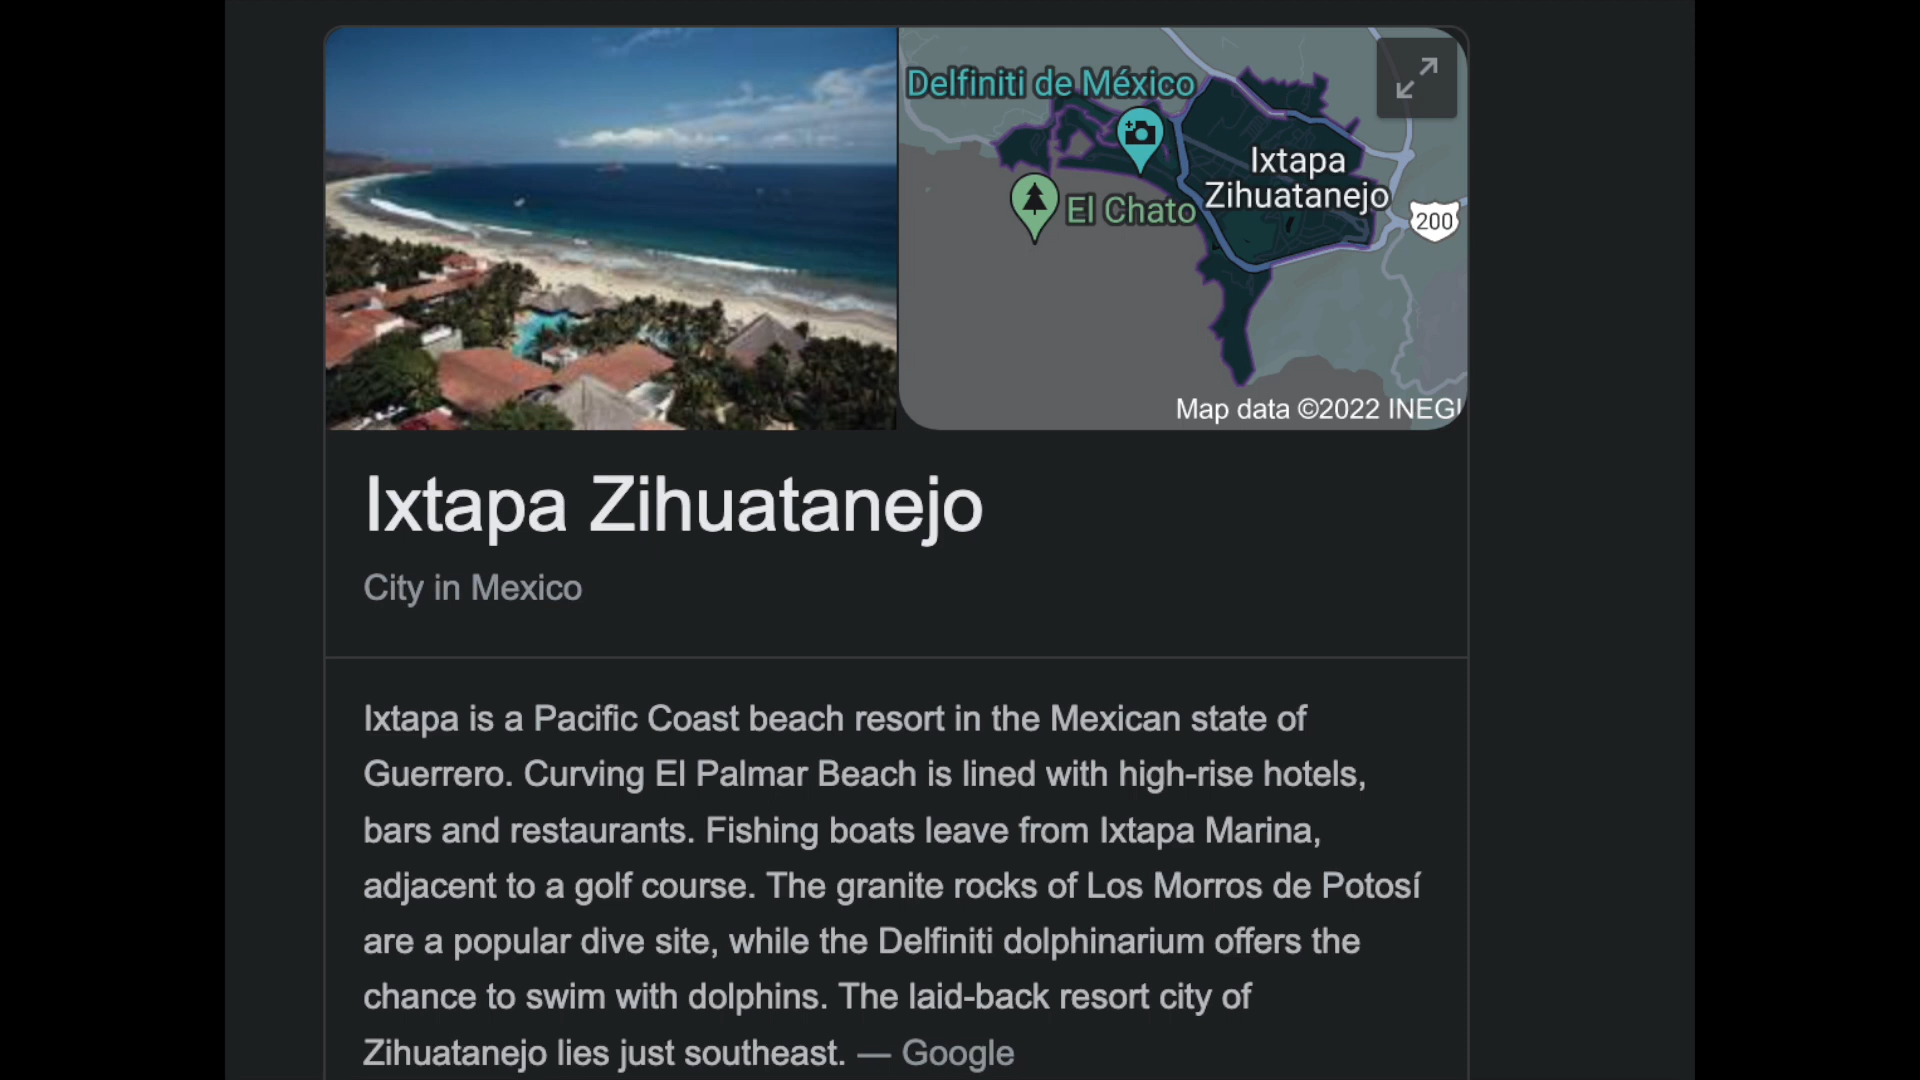 Delfiniti de México
Ixtapa
Zihuatanejo
El Chato
200
Map data ©2022 INEGI
Ixtapa Zihuatanejo
City in Mexico
Ixtapa is a Pacific Coast beach resort in the Mexican state of
Guerrero. Curving El Palmar Beach is lined with high-rise hotels,
bars and restaurants. Fishing boats leave from Ixtapa Marina,
adjacent to a golf course. The granite rocks of Los Morros de Potosí
are a popular dive site, while the Delfiniti dolphinarium offers the
chance to swim with dolphins. The laid-back resort city of
Zihuatanejo lies just southeast. — Google